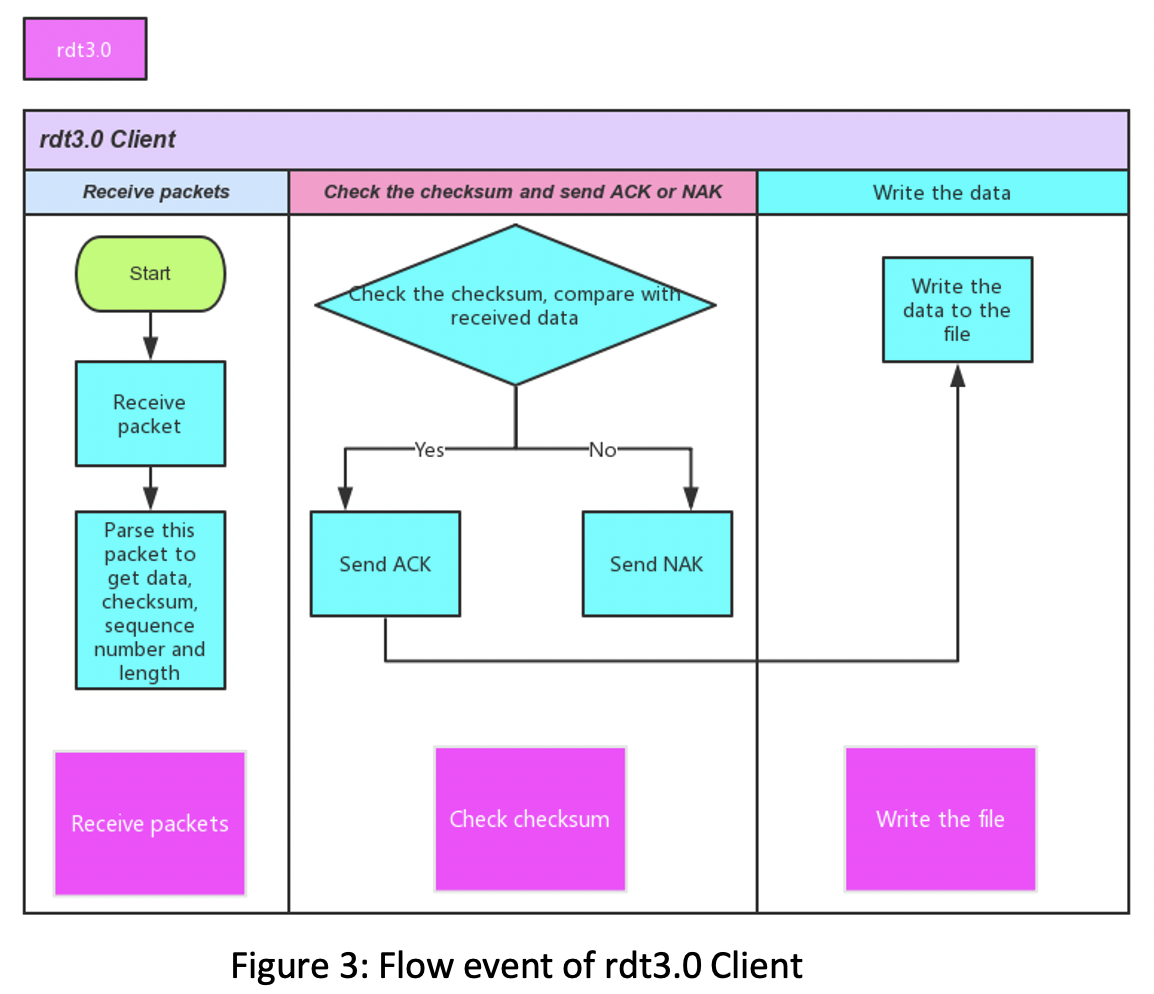 rdt3.0
rdt3.0 Client
Receive packets
Check the checksum and send ACK or NAK
Write the data
Start
Receive
packet
Parse this
packet to
get data,
checksum,
sequence
number and
length
Check the checksum, compare with
received data
Yes
No
Send ACK
Send NAK
Write the
data to the
file
Receive packets
Check checksum
Write the file
Figure 3: Flow event of rdt3.0 Client